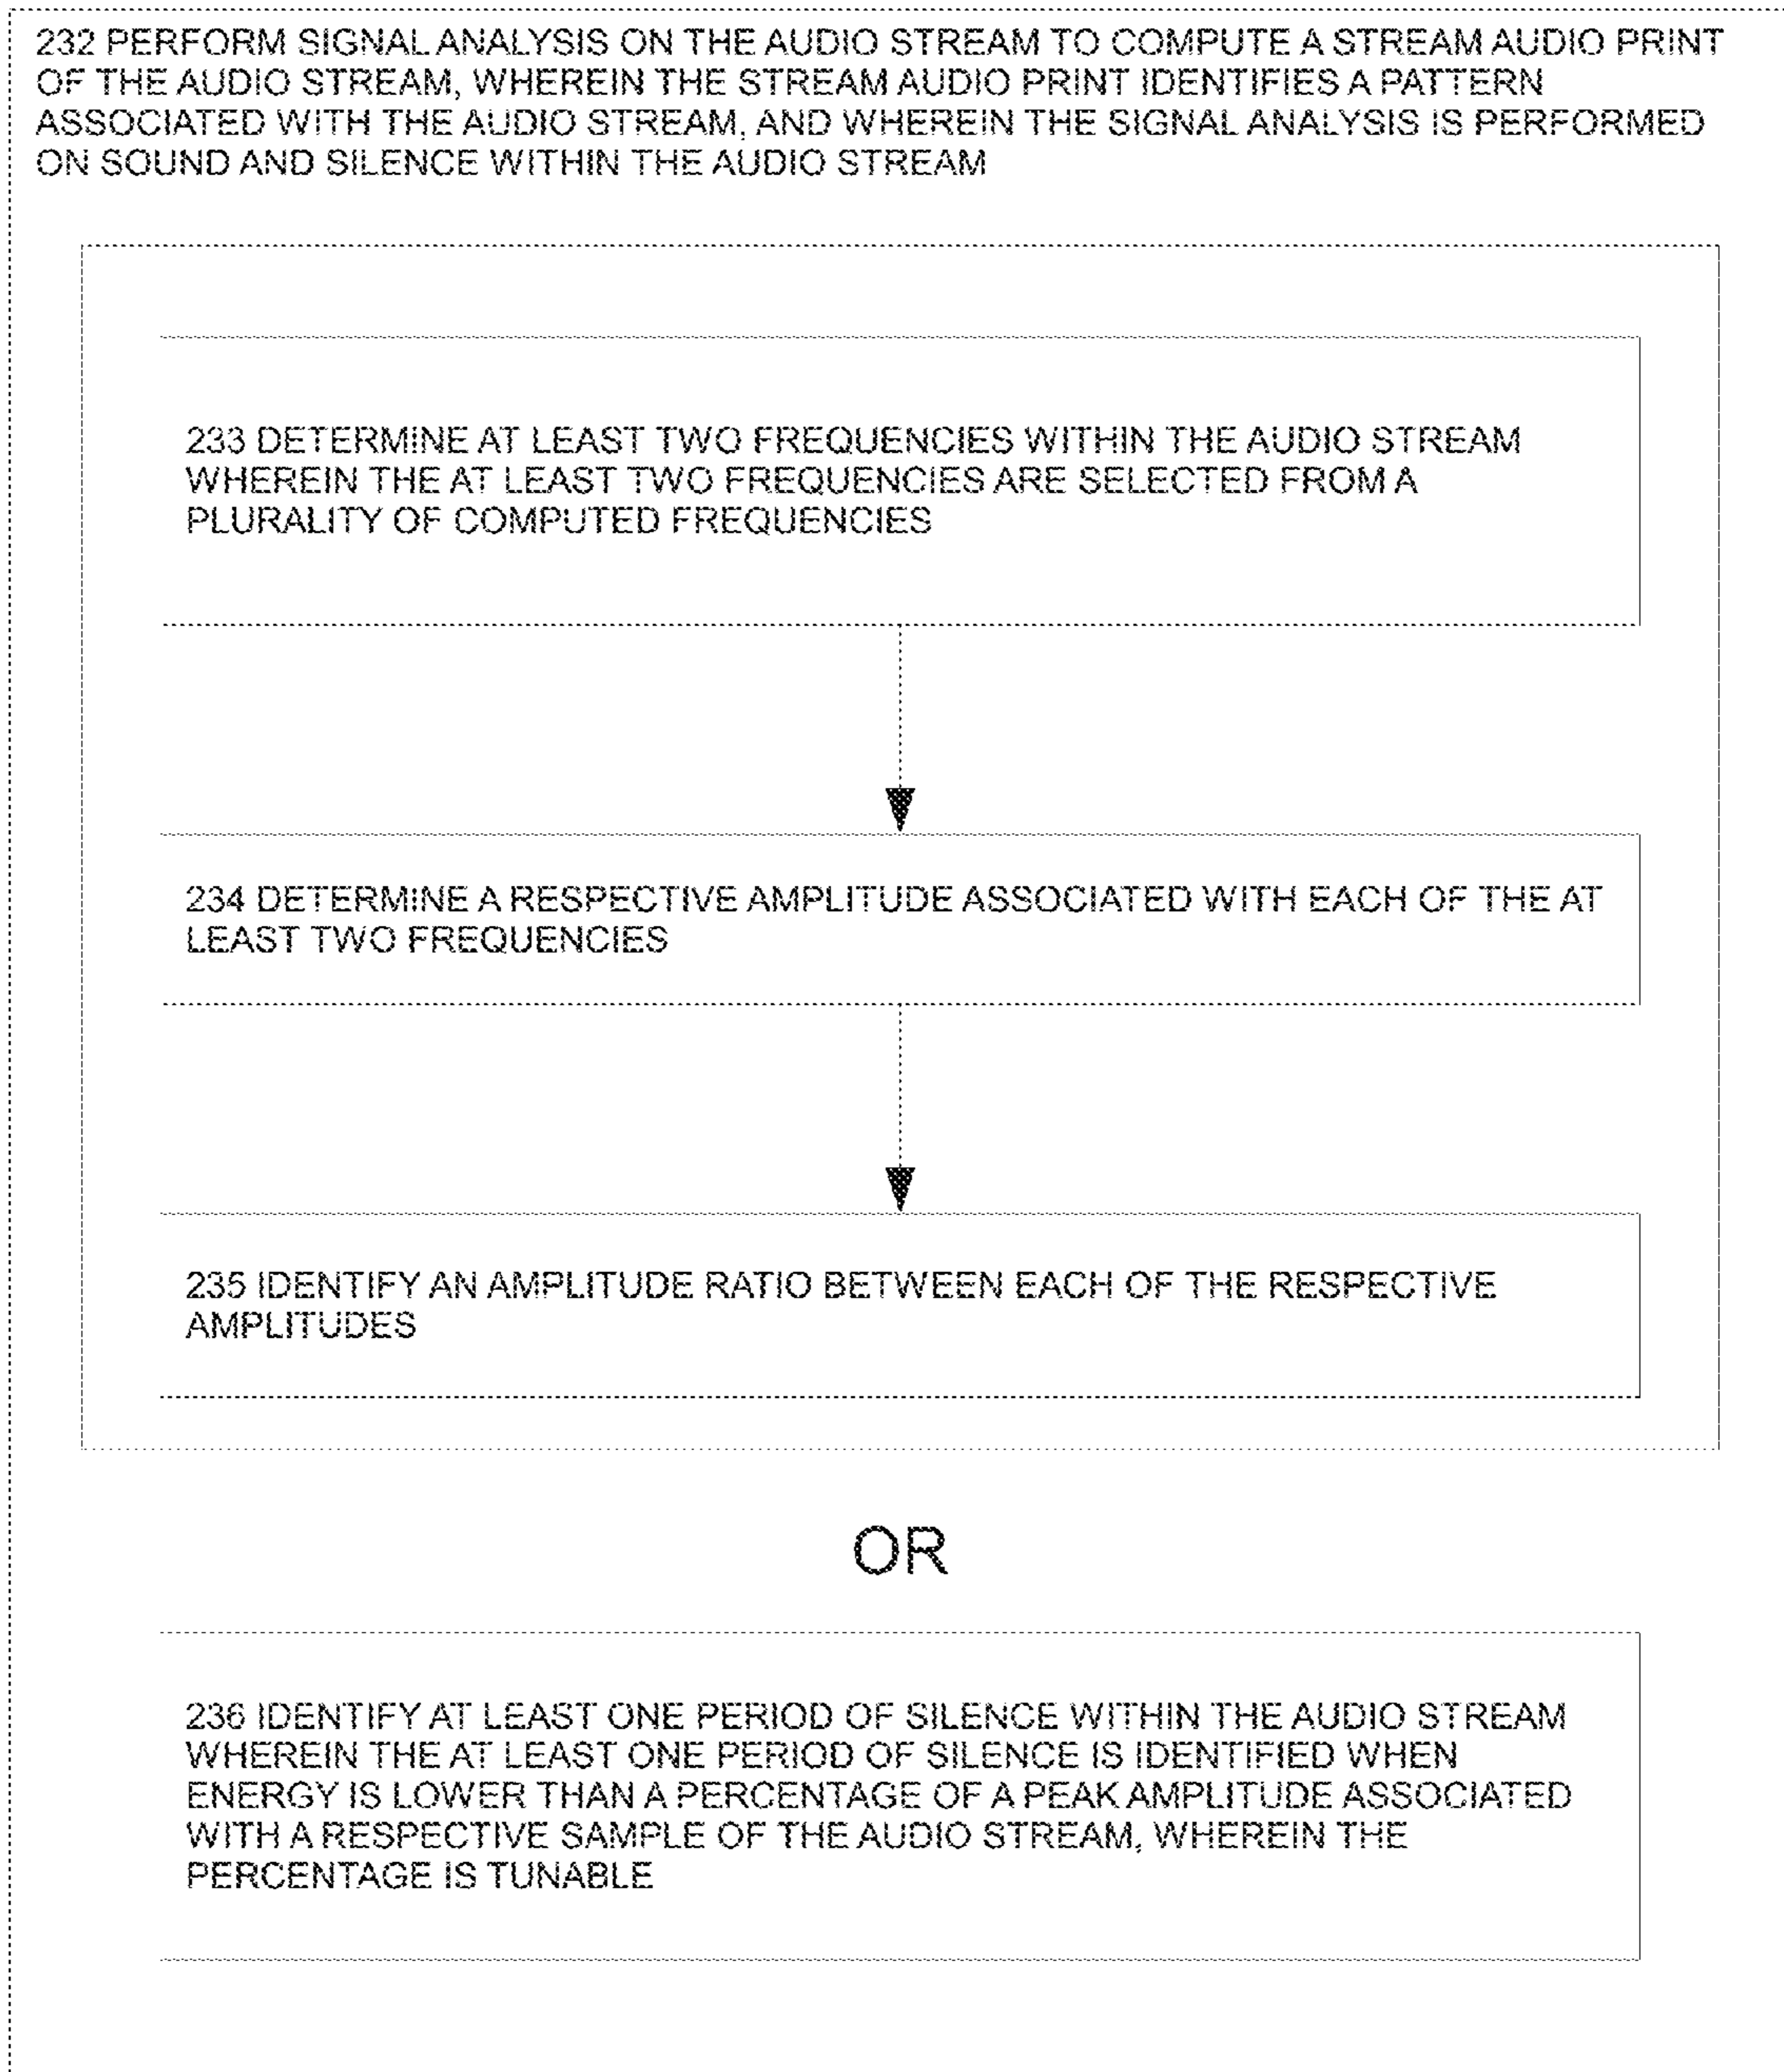 232 PERFORM SIGNAL ANALYSIS ON THE AUDIO STREAM TO COMPUTE A STREAM AUDIO PRINT
OF THE AUDIO STREAM, WHEREIN THE STREAM AUDIO PRINT IDENTIFIES A PATTERN
ASSOCIATED WITH THE AUDIO STREAM, AND WHEREIN THE SIGNAL ANALYSIS IS PERFORMED
ON SOUND AND SILENCE WITHIN THE AUDIO STREAM
233 DETERMINE AT LEAST TWO FREQUENCIES WITHIN THE AUDIO STREAM
WHEREIN THE AT LEAST TWO FREQUENCIES ARE SELECTED FROM A
PLURALITY OF COMPUTED FREQUENCIES
234 DETERMINE A RESPECTIVE AMPLITUDE ASSOCIATED WITH EACH OF THE AT
LEAST TWO FREQUENCIES
235 IDENTIFY AN AMPLITUDE RATIO BETWEEN EACH OF THE RESPECTIVE
AMPLITUDES
OR
236 IDENTIFY AT LEAST ONE PERIOD OF SILENCE WITHIN THE AUDIO STREAM
WHEREIN THE AT LEAST ONE PERIOD OF SILENCE IS IDENTIFIED WHEN
ENERGY IS LOWER THAN A PERCENTAGE OF A PEAK AMPLITUDE ASSOCIATED
WITH A RESPECTIVE SAMPLE OF THE AUDIO STREAM, WHEREIN THE
PERCENTAGE IS TUNABLE